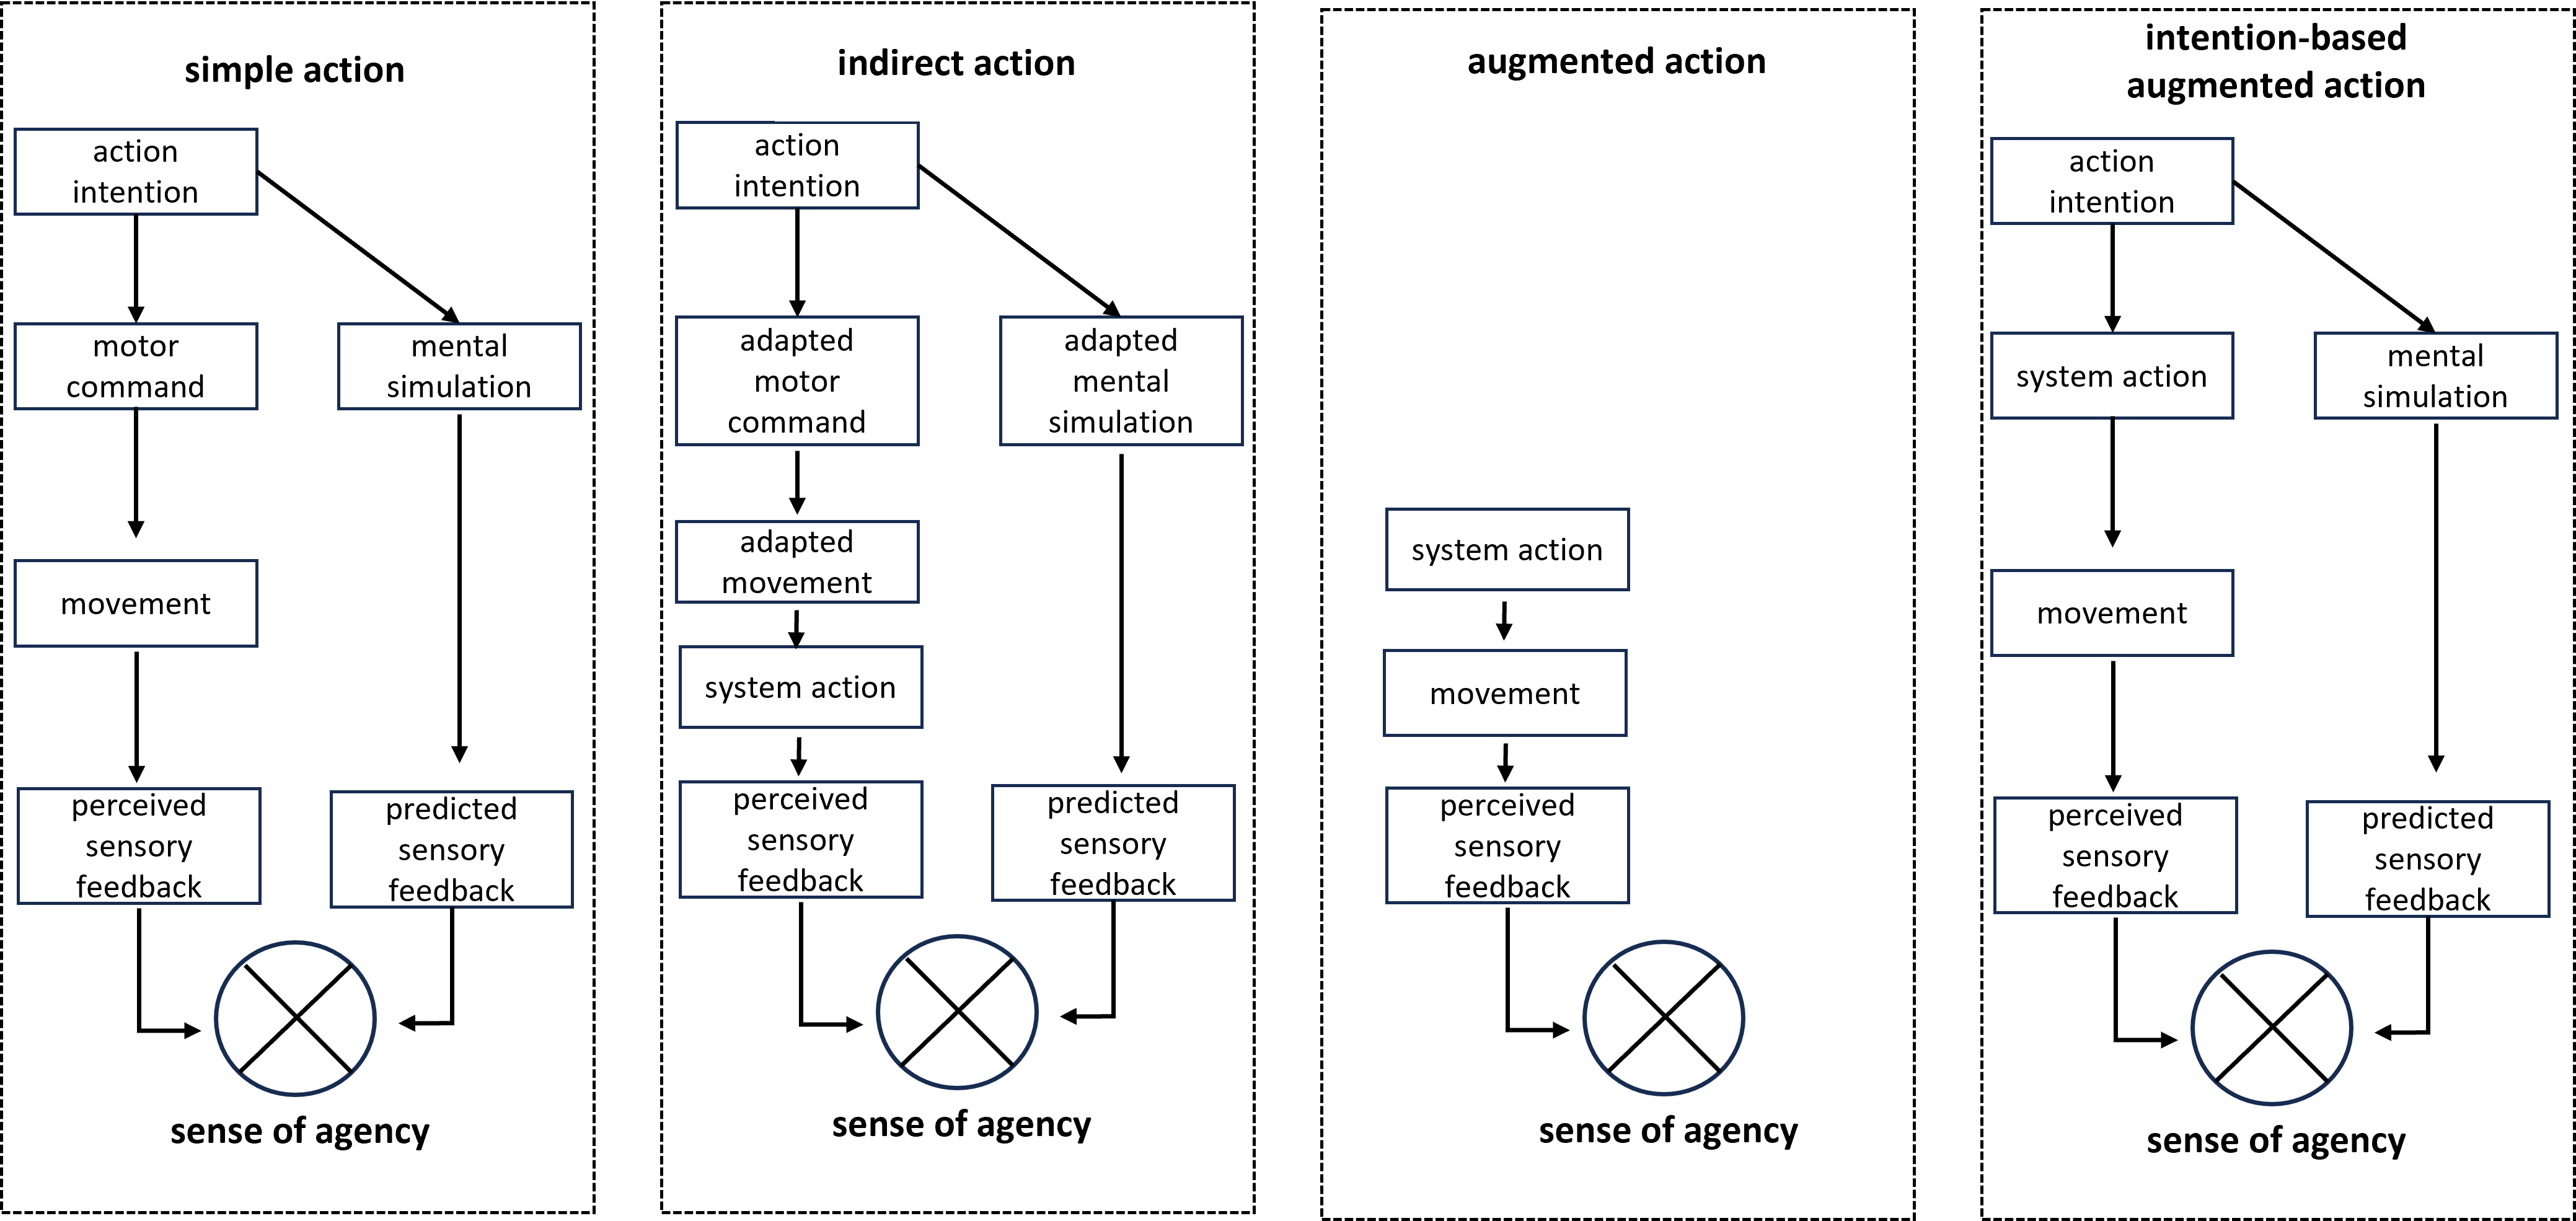 simple action
action
intention
motor
command
mental
simulation
movement
perceived
sensory
feedback
predicted
sensory
feedback
sense of agency
indirect action
action
intention
adapted
motor
command
adapted
mental
simulation
adapted
movement
system action
perceived
sensory
feedback
predicted
sensory
feedback
sense of agency
augmented action
system action
movement
perceived
sensory
feedback
sense of agency
intention-based
augmented action
action
intention
system action
mental
simulation
movement
perceived
sensory
feedback
predicted
sensory
feedback
sense of agency